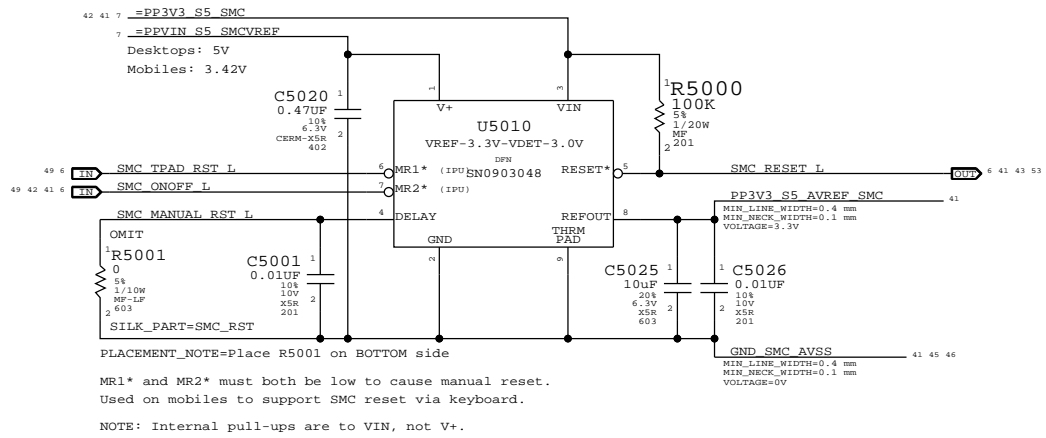 42 41 7 =PP3V3_S5_SMC
7 =PPVIN_S5_SMCVREF
Desktops: 5V
Mobiles: 3.42V
C5020
0.47UF
10%
6.3V
CERM-X5R
402
1
2
1
V+
3
VIN
U5010
VREF-3.3V-VDET-3.0V
DFN
SN0903048
1
R5000
100K
5%
1/20W
MF
201
2
49 6 IN SMC_TPAD_RST_L 6 MR1* (IPU)
RESET* 5 SMC_RESET_L OUT 6 41 43 53
49 42 41 6 IN SMC_ONOFF_L 7 MR2* (IPU)
SMC_MANUAL_RST_L 4 DELAY
REFOUT 8
PP3V3_S5_AVREF_SMC 41
MIN_LINE_WIDTH=0.4 mm
MIN_NECK_WIDTH=0.1 mm
VOLTAGE=3.3V
GND
2
THRM
PAD
9
OMIT
1
R5001
0
5%
1/10W
MF-LF
603
2
SILK_PART=SMC_RST
C5001
0.01UF
10%
10V
X5R
201
1
2
C5025
10uF
20%
6.3V
X5R
603
1
2
1
2
C5026
0.01UF
10%
10V
X5R
201
GND_SMC_AVSS 41 45 46
MIN_LINE_WIDTH=0.4 mm
MIN_NECK_WIDTH=0.1 mm
VOLTAGE=0V
PLACEMENT_NOTE=Place R5001 on BOTTOM side
MR1* and MR2* must both be low to cause manual reset.
Used on mobiles to support SMC reset via keyboard.
NOTE: Internal pull-ups are to VIN, not V+.